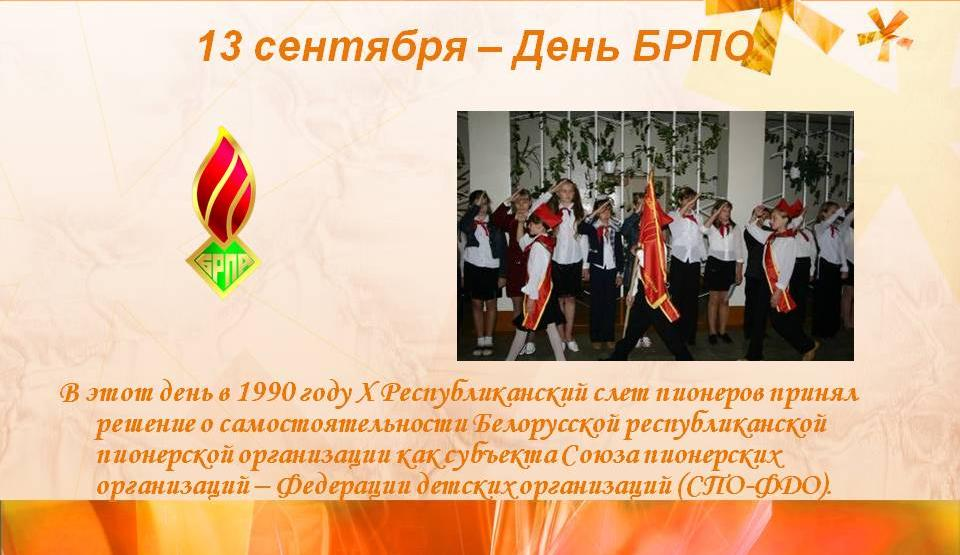 13 сентября – День БРПО.
БРПО
В этот день в 1990 году X Республиканский слет пионеров принял
решение о самостоятельности Белорусской республиканской
пионерской организации как субъекта Союза пионерских
организаций – Федерации детских организаций (СПО-ФДО).